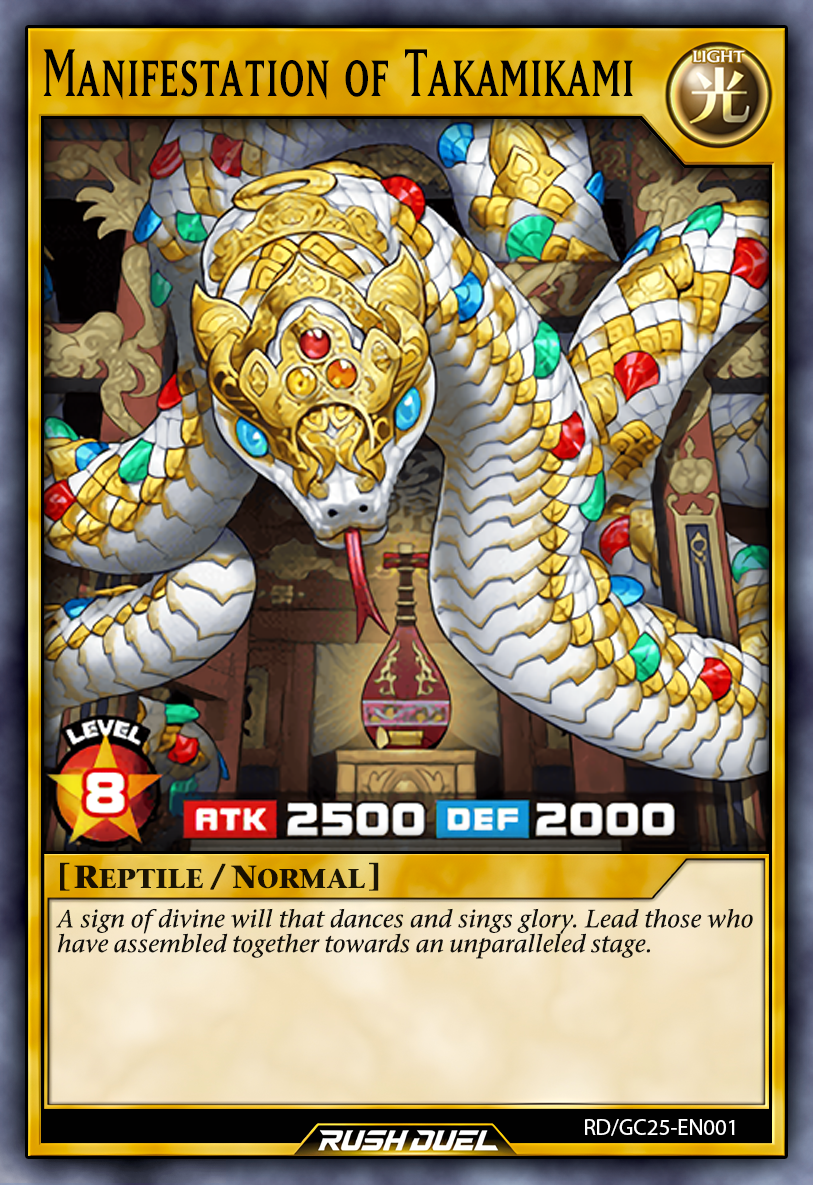 Manifestation of Takamikami
LIGHT
光
LEVEL
8
ATK 2500 DEF 2000
[Reptile / Normal]
A sign of divine will that dances and sings glory. Lead those who
have assembled together towards an unparalleled stage.
RD/GC25-EN001
RUSH DUEL